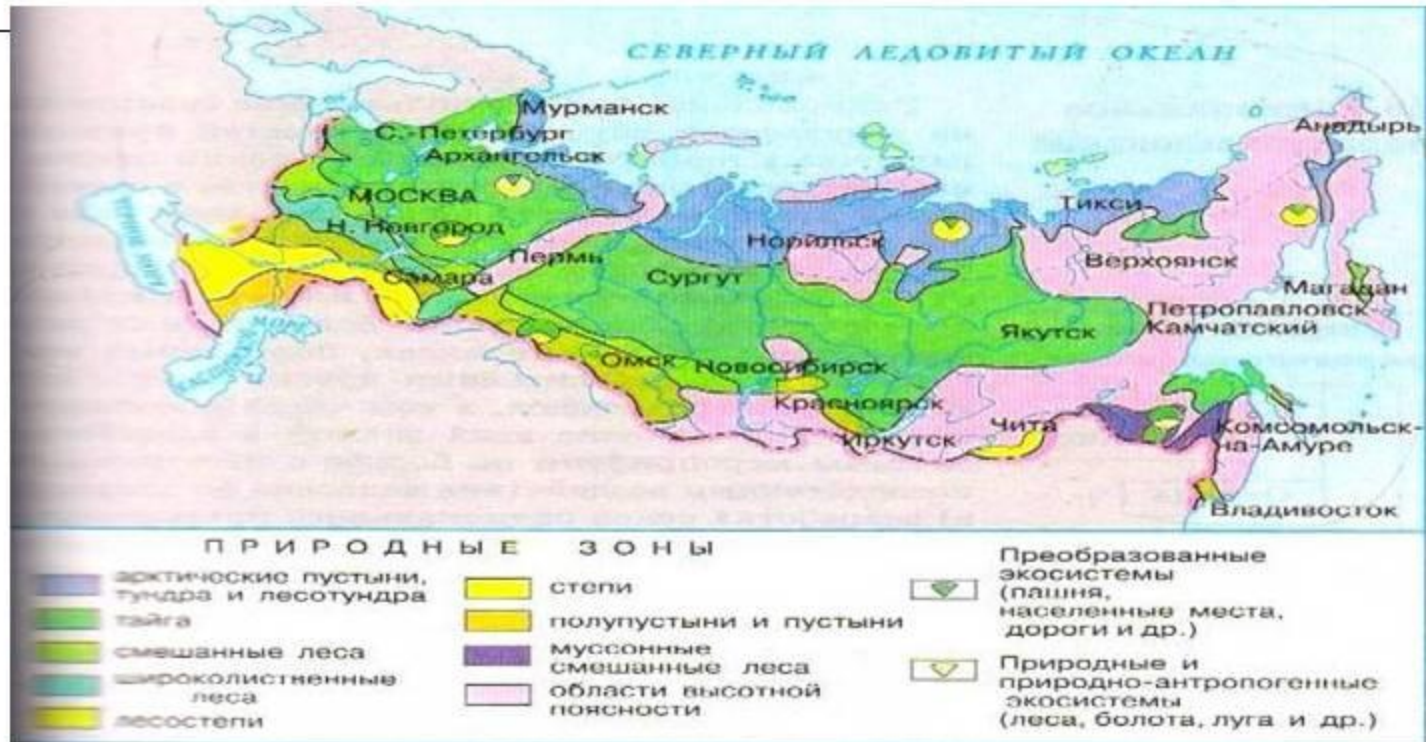 СЕВЕРНЫЙ ЛЕДОВИТЫЙ ОКЕАН
Мурманск
Анадырь
С.-Петербург
Архангельск
МОСКВА
Тикси
Н. Новгород
Норильск
Пермь
Верхоянск
Самара
Сургут
Магадан
Петропавловск-
Камчатский
Якутск
Омск
Новосибирск
Красноярск
Чита
Иркутск
Комсомольск-
на-Амуре
Владивосток
ПРИРОДНЫЕ ЗОНЫ
арктические пустыни,
тундра и лесотундра
тайга
смешанные леса
широколиственные
леса
лесостепи
степи
полупустыни и пустыни
муссонные
смешанные леса
области высотной
поясности
Преобразованные
экосистемы
(пашня,
населенные места,
дороги и др.)
Природные и
природно-антропогенные
экосистемы
(леса, болота, луга и др.)